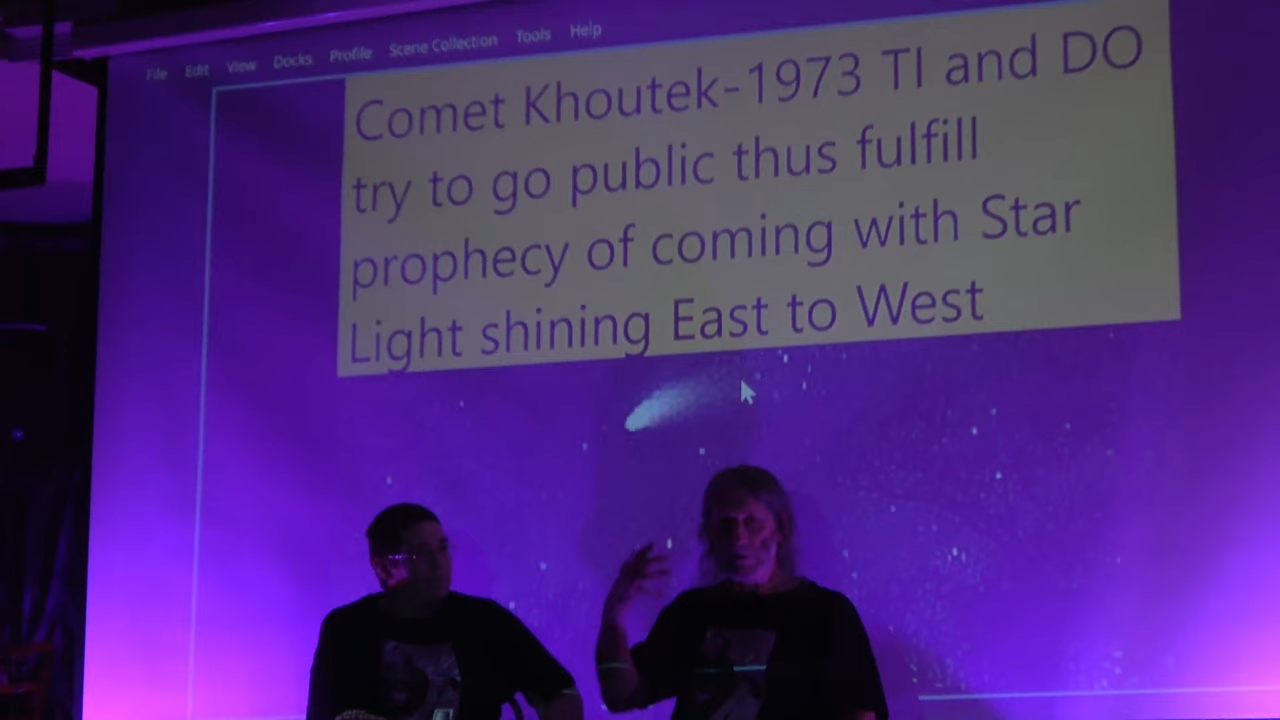 File Edit View Docks Profile Scene Collection Tools Help
Comet Khoutek-1973 TI and DO
try to go public thus fulfill
prophecy of coming with Star
Light shining East to West